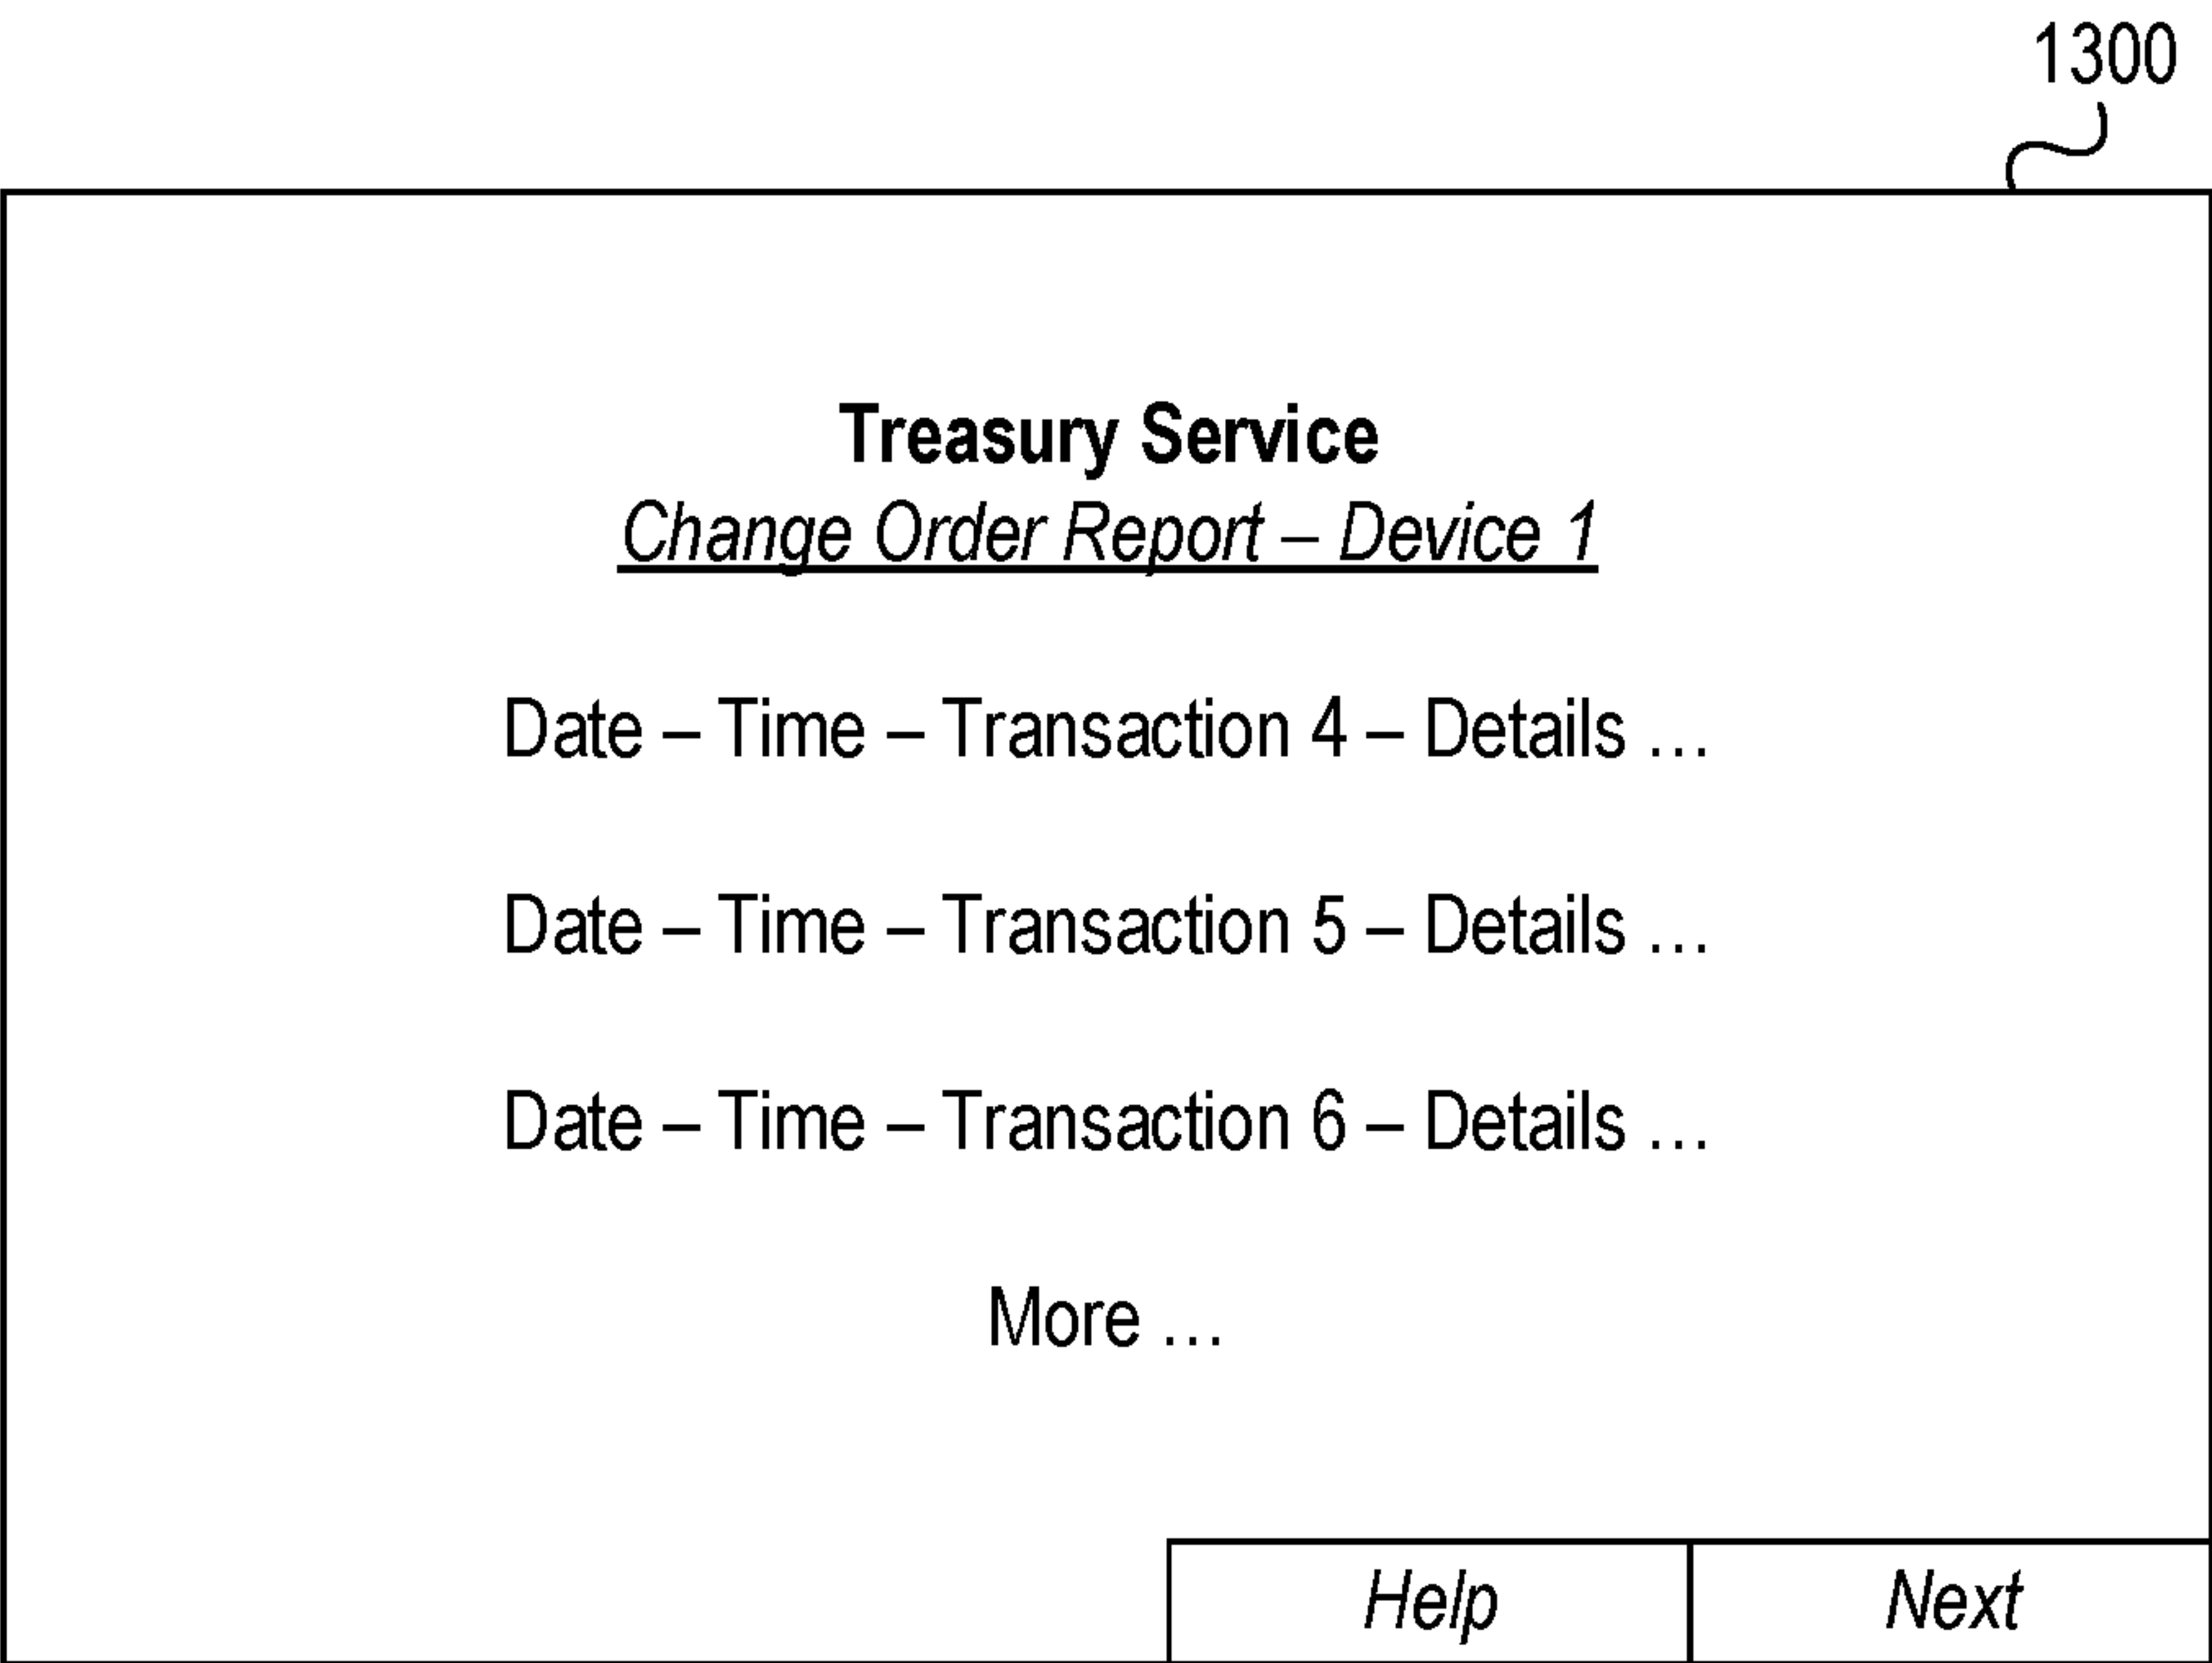 1300
Treasury Service
Change Order Report – Device 1
Date – Time – Transaction 4 – Details ...
Date – Time – Transaction 5 – Details ...
Date – Time – Transaction 6 – Details ...
More ...
Help Next